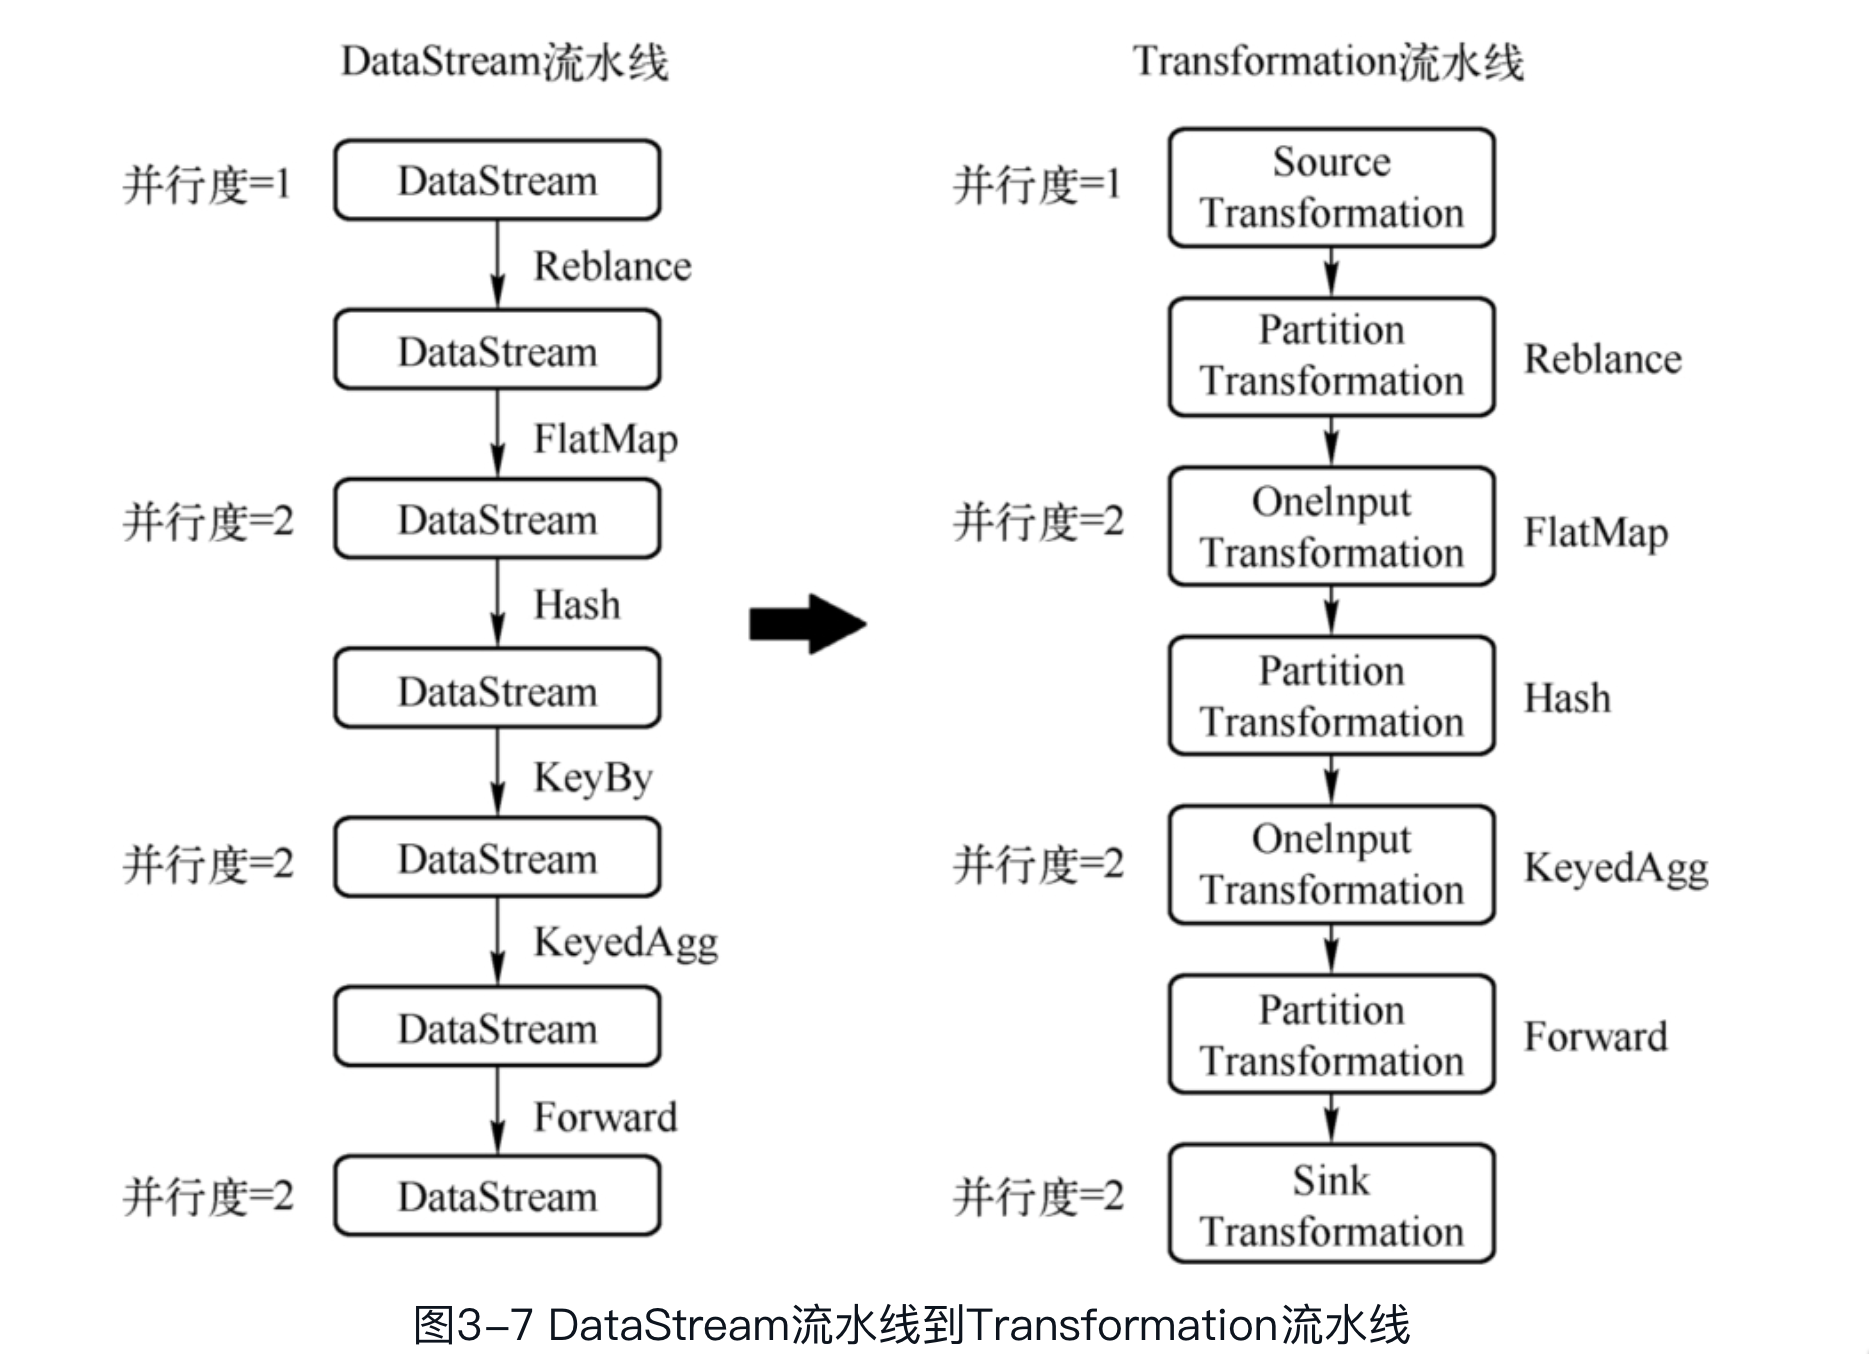 DataStream流水线
并行度=1
DataStream
Reblance
DataStream
FlatMap
并行度=2
DataStream
Hash
DataStream
KeyBy
并行度=2
DataStream
KeyedAgg
DataStream
Forward
并行度=2
DataStream
Transformation流水线
并行度=1
Source
Transformation
Partition
Transformation
Reblance
并行度=2
OneInput
Transformation
FlatMap
Partition
Transformation
Hash
并行度=2
OneInput
Transformation
KeyedAgg
Partition
Transformation
Forward
并行度=2
Sink
Transformation
图3-7 DataStream流水线到Transformation流水线